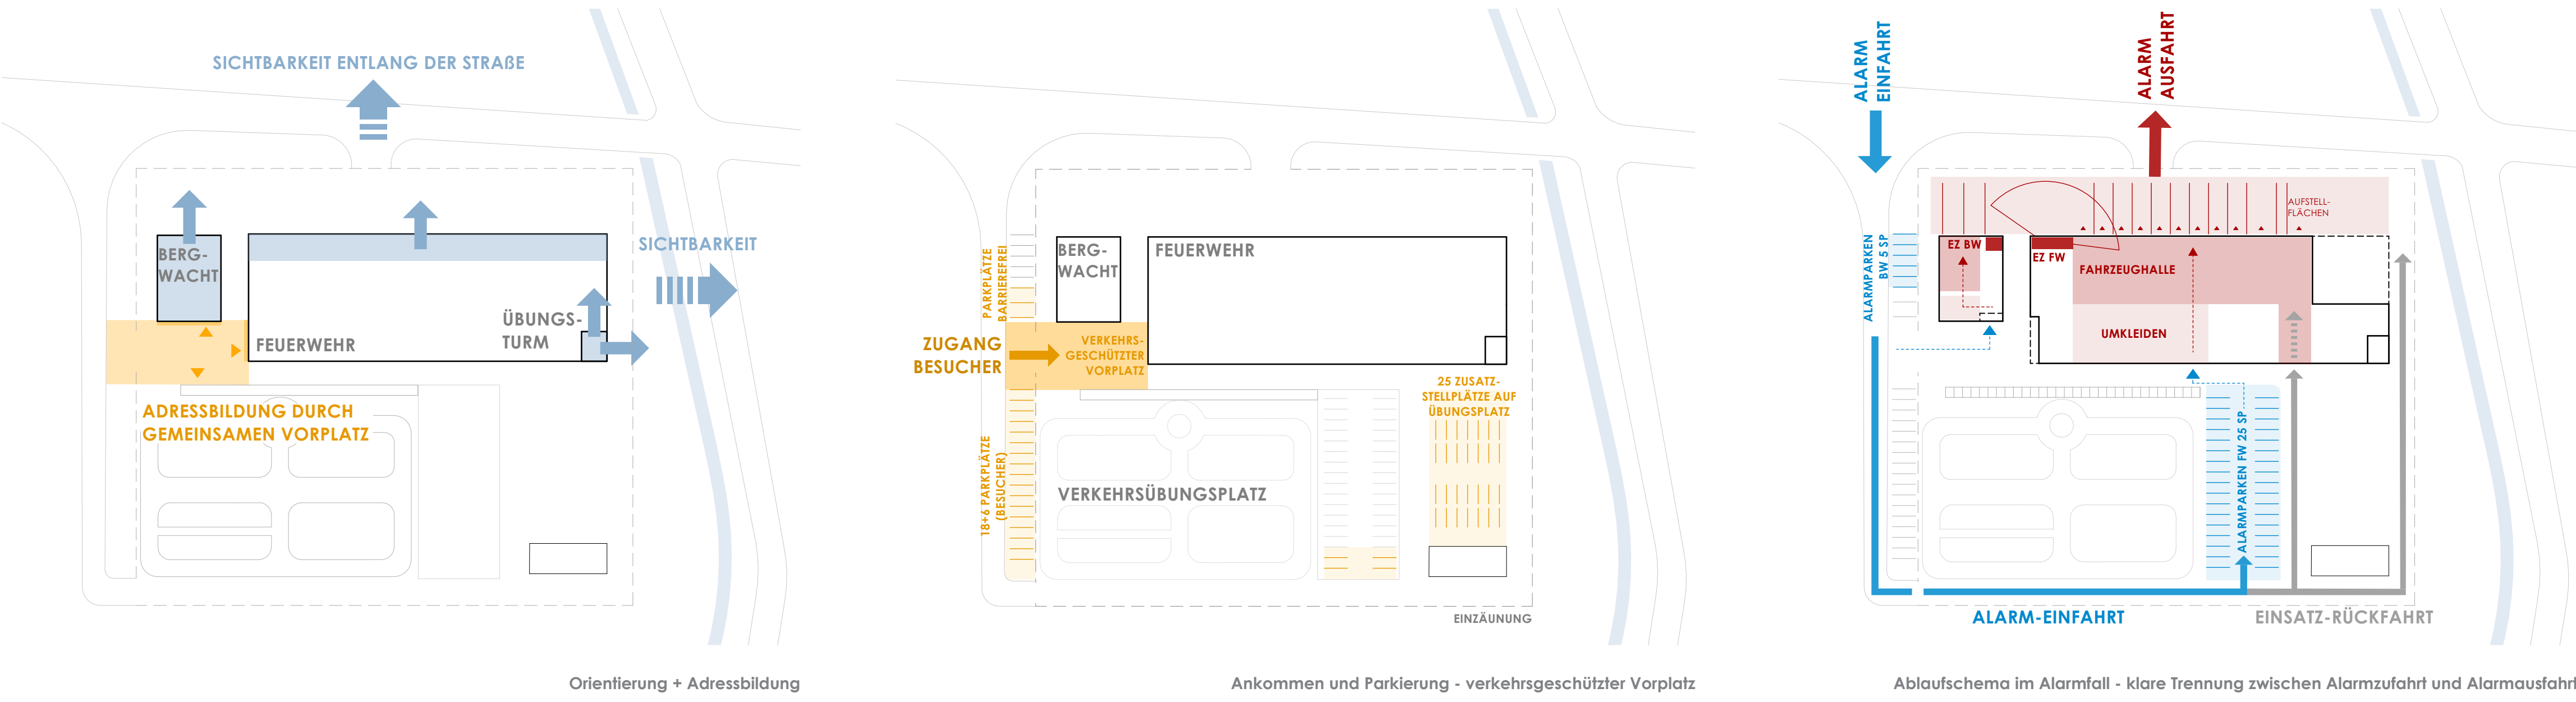 SICHTBARKEIT ENTLANG DER STRAßE
BERG-
WACHT
SICHTBARKEIT
ÜBUNGS-
TURM
FEUERWEHR
ADRESSBILDUNG DURCH
GEMEINSAMEN VORPLATZ
Orientierung + Adressbildung
PARKPLÄTZE
BARRIEREFREI
BERG-
WACHT
FEUERWEHR
ZUGANG
BESUCHER
VERKEHRS-
GESCHÜTZTER
VORPLATZ
25 ZUSATZ-
STELLPLÄTZE AUF
ÜBUNGSPLATZ
18+6 PARKPLÄTZE
(BESUCHER)
VERKEHRSÜBUNGSPLATZ
EINZÄUNUNG
Ankommen und Parkierung - verkehrsgeschützter Vorplatz
ALARM
EINFAHRT
ALARM
AUSFAHRT
AUFSTELL-
FLÄCHEN
ALARMPARKEN
BW 5 SP
EZ BW
EZ FW
FAHRZEUGHALLE
UMKLEIDEN
ALARMPARKEN FW 25 SP
ALARM-EINFAHRT
EINSATZ-RÜCKFAHRT
Ablaufschema im Alarmfall - klare Trennung zwischen Alarmzufahrt und Alarmausfahrt